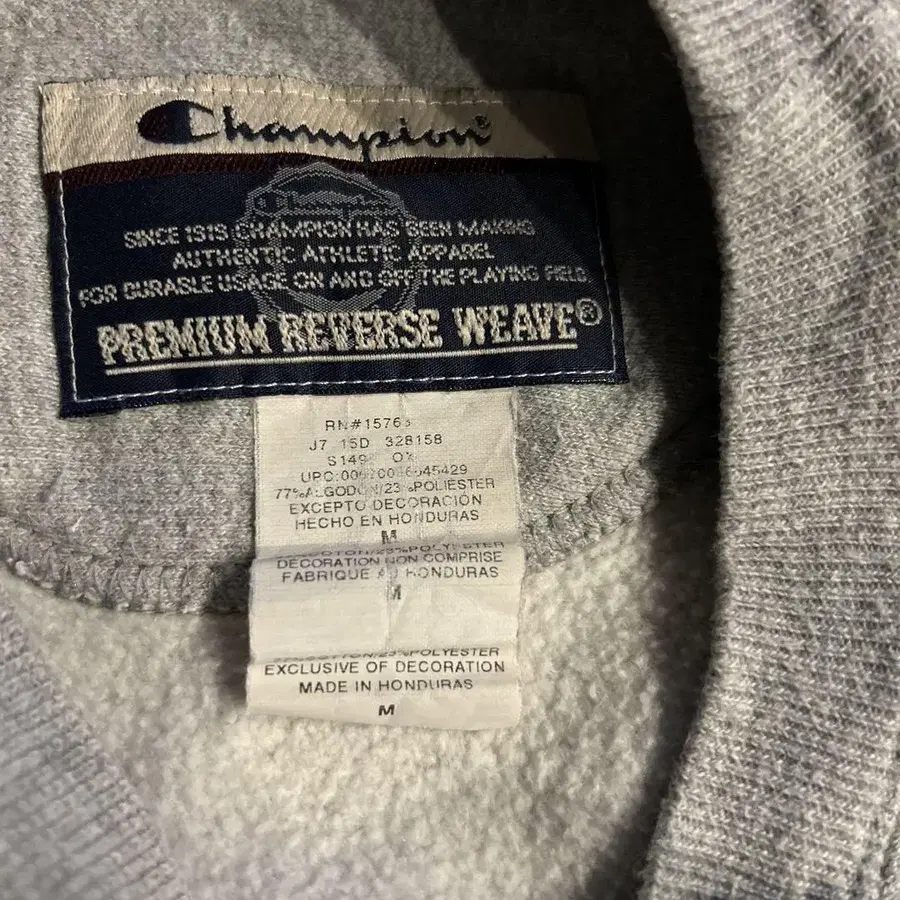 Champion®
Champion
SINCE 1919 CHAMPION HAS BEEN MAKING
AUTHENTIC ATHLETIC APPAREL
FOR DURABLE USAGE ON AND OFF THE PLAYING FIELD.
PREMIUM REVERSE WEAVE®
J7 15D 328158
77% ALGODON/23%POLIESTER
EXCEPTO DECORACIÓN
HECHO EN HONDURAS
M
DECORATION NON COMPRISE
FABRIQUE AU HONDURAS
M
EXCLUSIVE OF DECORATION
MADE IN HONDURAS
M